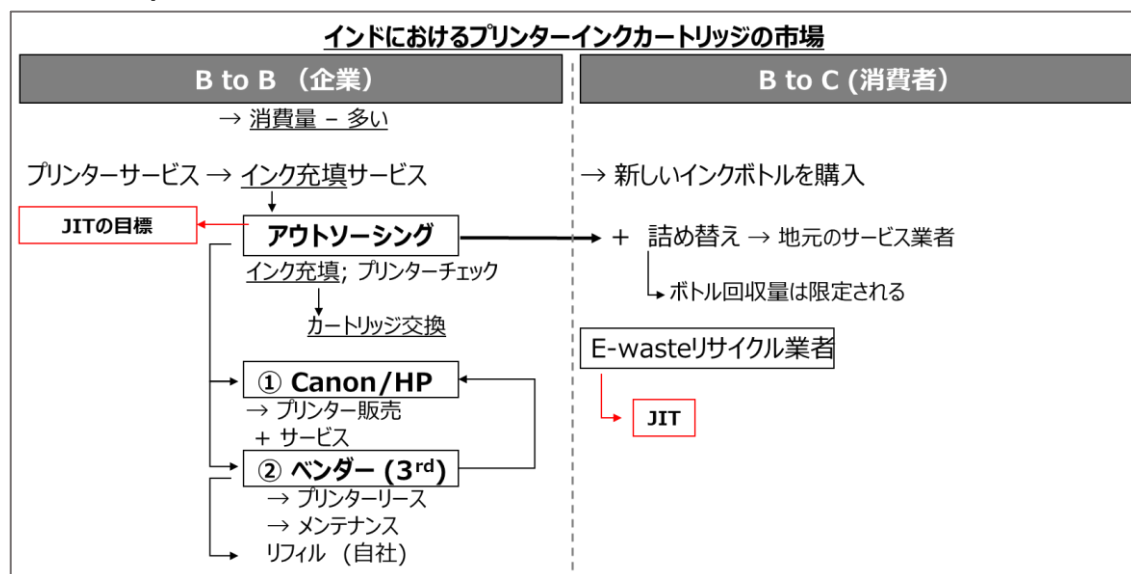 インドにおけるプリンターインクカートリッジの市場
B to B （企業）
→ 消費量 – 多い
プリンターサービス → インク充填サービス
JITの目標
アウトソーシング
インク充填; プリンターチェック
カートリッジ交換
① Canon/HP
→ プリンター販売
+ サービス
② ベンダー (3rd)
→ プリンターリース
→ メンテナンス
リフィル (自社)
B to C (消費者）
→ 新しいインクボトルを購入
+ 詰め替え → 地元のサービス業者
ボトル回収量は限定される
E-wasteリサイクル業者
JIT